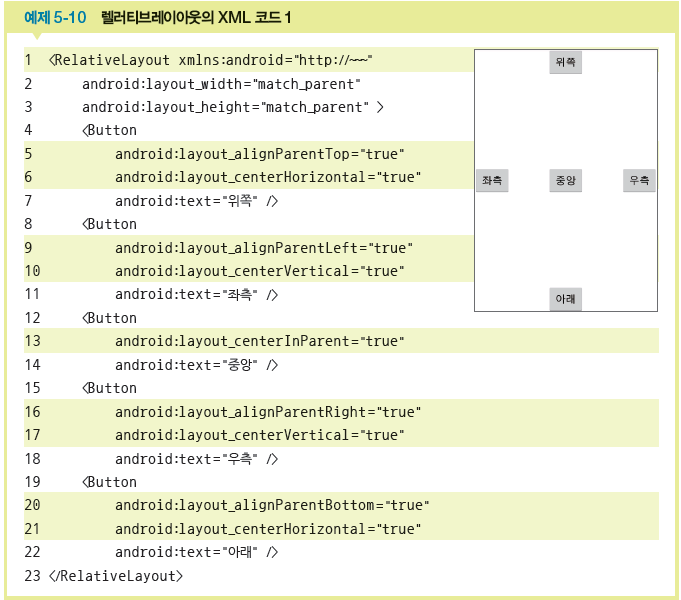 예제 5-10 렐러티브레이아웃의 XML 코드 1
1 <RelativeLayout xmlns:android="http://~~~"
2 android:layout_width="match_parent"
3 android:layout_height="match_parent" >
4 <Button
5 android:layout_alignParentTop="true"
6 android:layout_centerHorizontal="true"
7 android:text="위쪽" />
8 <Button
9 android:layout_alignParentLeft="true"
10 android:layout_centerVertical="true"
11 android:text="좌측" />
12 <Button
13 android:layout_centerInParent="true"
14 android:text="중앙" />
15 <Button
16 android:layout_alignParentRight="true"
17 android:layout_centerVertical="true"
18 android:text="우측" />
19 <Button
20 android:layout_alignParentBottom="true"
21 android:layout_centerHorizontal="true"
22 android:text="아래" />
23 </RelativeLayout>
위쪽
좌측 중앙 우측
아래